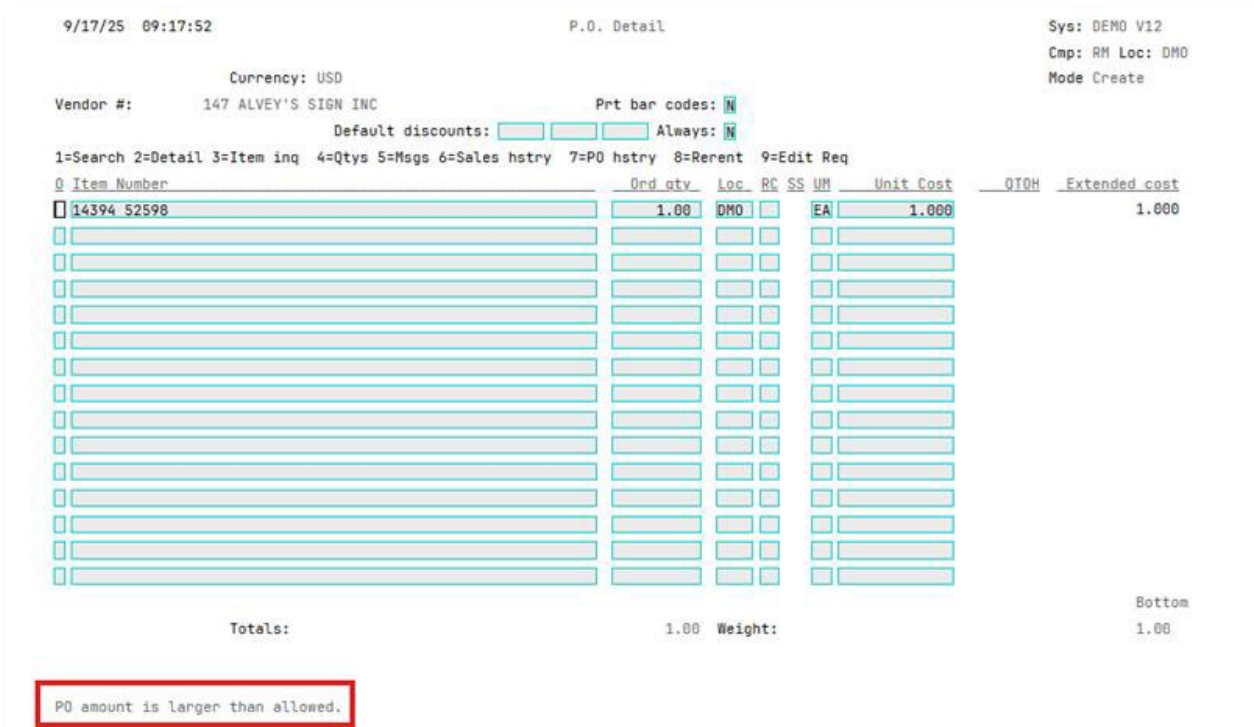 9/17/25 09:17:52 P.O. Detail Sys: DEMO V12
Cmp: RM Loc: DMO
Currency: USD Mode Create
Vendor #: 147 ALVEY'S SIGN INC Prt bar codes: N
Default discounts: Always: N
1=Search 2=Detail 3=Item inq 4=Qtys 5=Msgs 6=Sales hstry 7=PO hstry 8=Rerent 9=Edit Req
O Item Number Ord qty Loc RC SS UM Unit Cost QTOH Extended cost
14394 52598 1.00 DMO EA 1.000 1.000
Bottom
Totals: 1.00 Weight: 1.00
PO amount is larger than allowed.